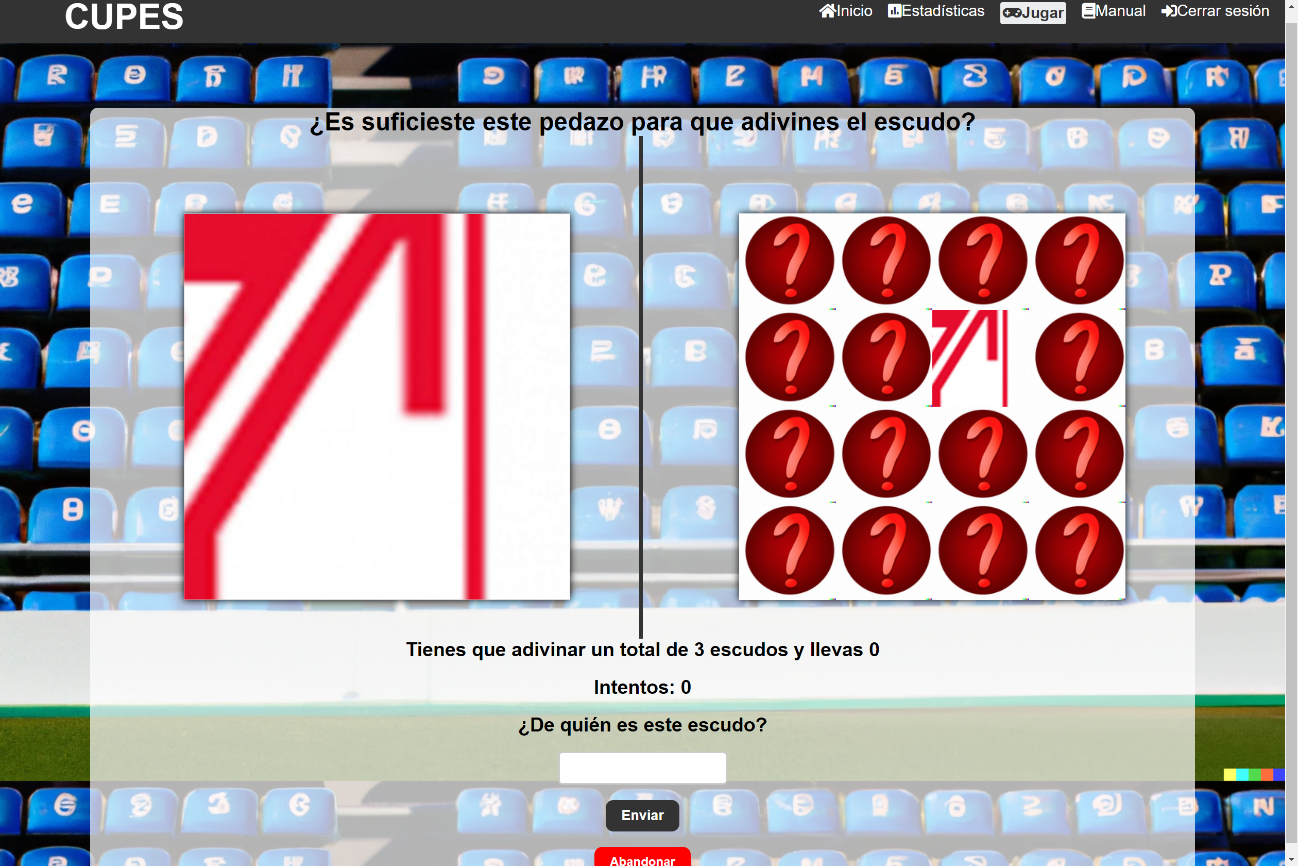 CUPES
Inicio
Estadísticas
Jugar
Manual
Cerrar sesión
¿Es suficieste este pedazo para que adivines el escudo?
Tienes que adivinar un total de 3 escudos y llevas 0
Intentos: 0
¿De quién es este escudo?
Enviar
Abandonar